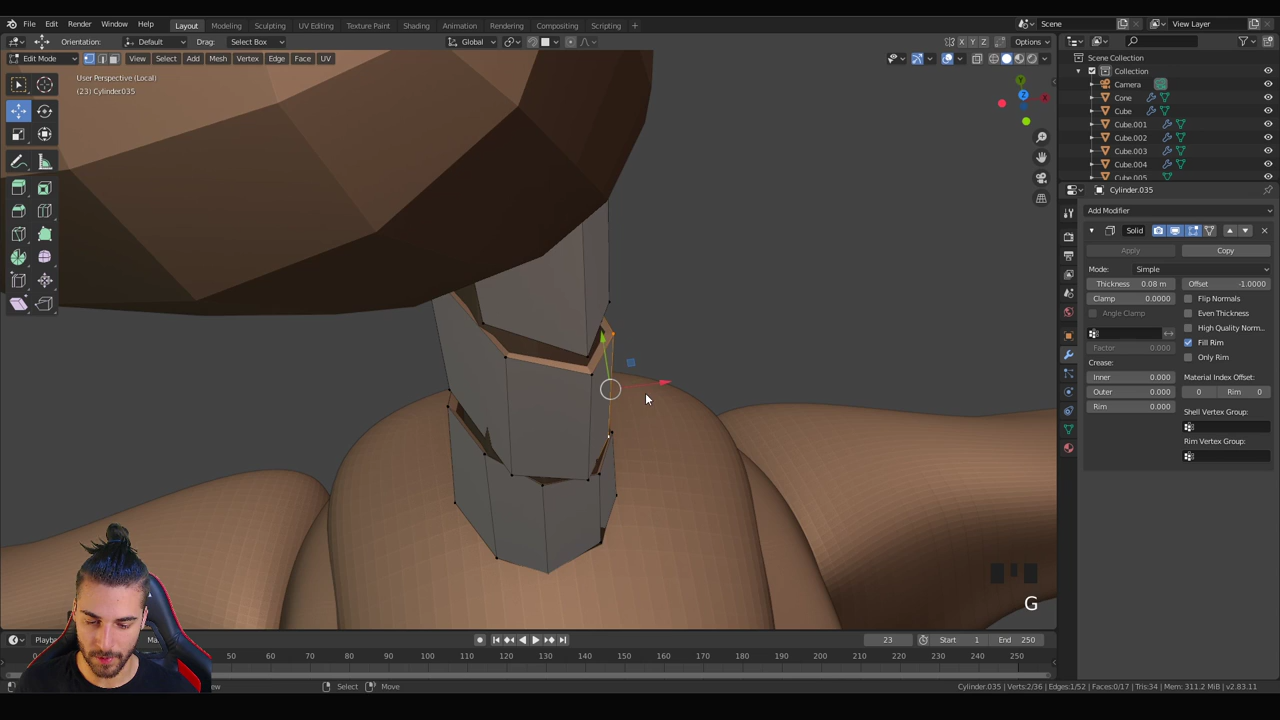 File Edit Render Window Help Layout Modeling Sculpting UV Editing Texture Paint Shading Animation Rendering Compositing Scripting + Scene View Layer
Orientation: Default Drag: Select Box Global X Y Z Options
Edit Mode View Select Add Mesh Vertex Edge Face UV
User Perspective (Local)
(23) Cylinder.035
Scene Collection
Collection
Camera
Cone
Cube
Cube.001
Cube.002
Cube.003
Cube.004
Cube.005
Cylinder.035
Add Modifier
Solid
Apply Copy
Mode: Simple
Thickness 0.08 m Offset -1.0000
Clamp 0.0000 Flip Normals
Angle Clamp Even Thickness
High Quality Norm...
Factor 0.000 Fill Rim
Crease: Only Rim
Inner 0.000 Material Index Offset:
Outer 0.000 0 Rim 0
Rim 0.000 Shell Vertex Group:
Rim Vertex Group:
G
Playba 23 Start 1 End 250
50 60 70 80 90 100 110 120 130 140 150 160 170 180 190 200 210 220 230 240 250
Select Move Cylinder.035 | Verts:2/36 | Edges:1/52 | Faces:0/17 | Tris:34 | Mem: 311.2 MiB | v2.83.11